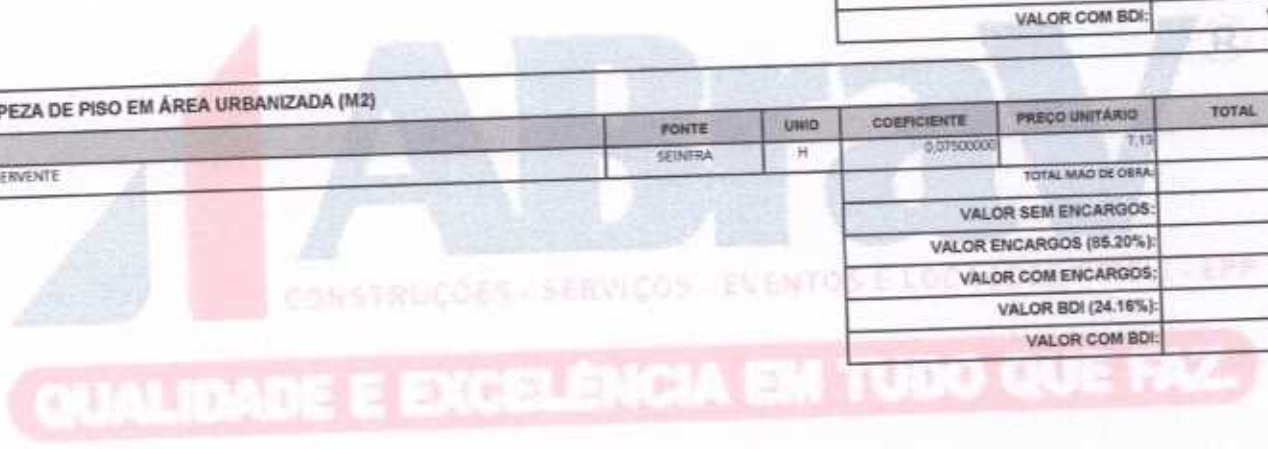 VALOR COM BDI:
PEZA DE PISO EM ÁREA URBANIZADA (M2)
FONTE UNID COEFICIENTE PREÇO UNITÁRIO TOTAL
ERVENTE SEINFRA H 0,07500000 7,13
TOTAL MAO DE OBRA:
VALOR SEM ENCARGOS:
VALOR ENCARGOS (85.20%):
VALOR COM ENCARGOS:
VALOR BDI (24.16%):
VALOR COM BDI:
ABraV
CONSTRUÇÕES - SERVIÇOS - EVENTOS E - EPP
QUALIDADE E EXCELÊNCIA EM TUDO QUE FAZ.